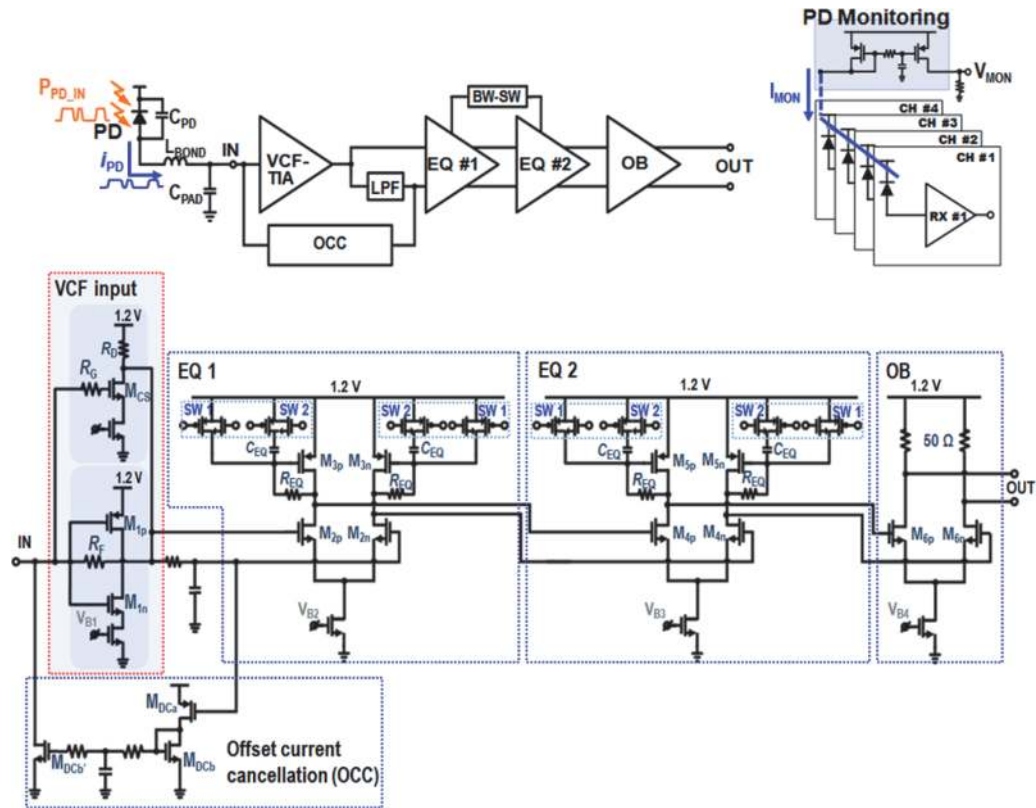 PD Monitoring
V_MON
I_MON
CH #4
CH #3
CH #2
CH #1
RX #1
P_PD_IN
PD
C_PD
i_PD
L_BOND
C_PAD
IN
VCF-
TIA
LPF
OCC
BW-SW
EQ #1
EQ #2
OB
OUT
VCF input
1.2 V
R_D
R_G
M_CS
1.2 V
M_1p
IN
R_F
M_1n
V_B1
EQ 1
1.2 V
SW 1
SW 2
SW 2
SW 1
C_EQ
C_EQ
M_3p
M_3n
R_EQ
R_EQ
M_2p
M_2n
V_B2
EQ 2
1.2 V
SW 1
SW 2
SW 2
SW 1
C_EQ
C_EQ
M_5p
M_5n
R_EQ
R_EQ
M_4p
M_4n
V_B3
OB
1.2 V
50 Ω
OUT
M_6p
M_6n
V_B4
M_DCa
M_DCb'
M_DCb
Offset current
cancellation (OCC)